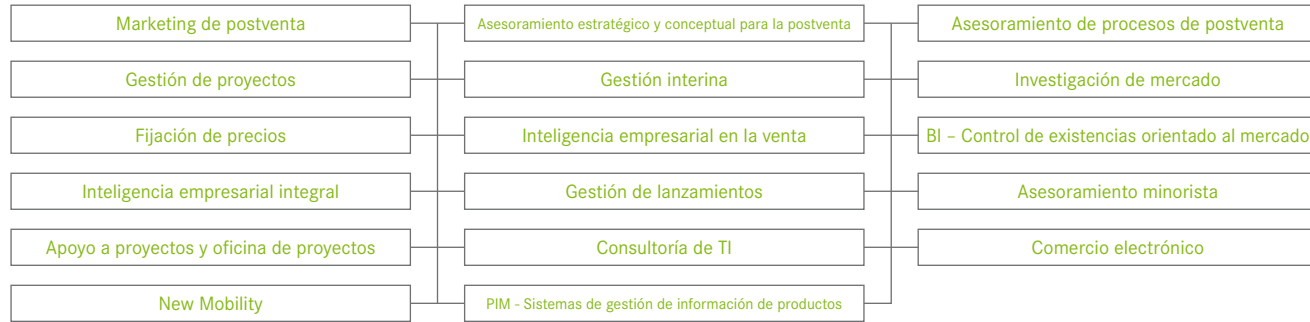 Marketing de postventa
Asesoramiento estratégico y conceptual para la postventa
Asesoramiento de procesos de postventa
Gestión de proyectos
Gestión interina
Investigación de mercado
Fijación de precios
Inteligencia empresarial en la venta
BI – Control de existencias orientado al mercado
Inteligencia empresarial integral
Gestión de lanzamientos
Asesoramiento minorista
Apoyo a proyectos y oficina de proyectos
Consultoría de TI
Comercio electrónico
New Mobility
PIM - Sistemas de gestión de información de productos